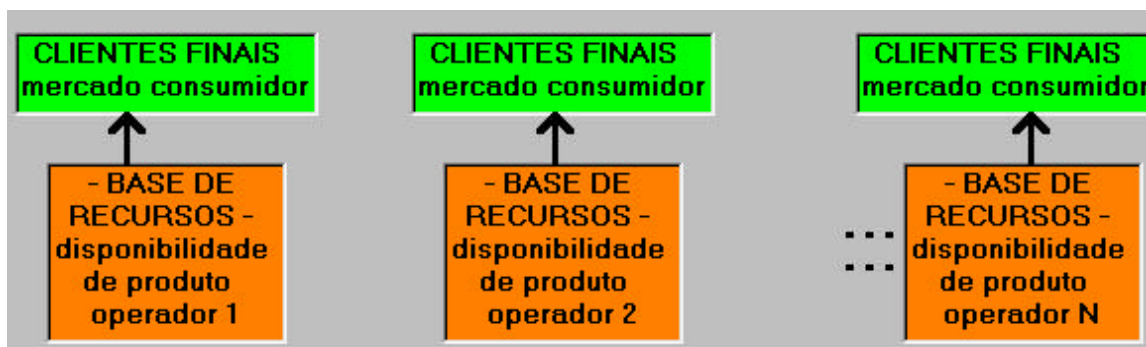 CLIENTES FINAIS
mercado consumidor
CLIENTES FINAIS
mercado consumidor
CLIENTES FINAIS
mercado consumidor
- BASE DE
RECURSOS -
disponibilidade
de produto
operador 1
- BASE DE
RECURSOS -
disponibilidade
de produto
operador 2
...
...
- BASE DE
RECURSOS -
disponibilidade
de produto
operador N